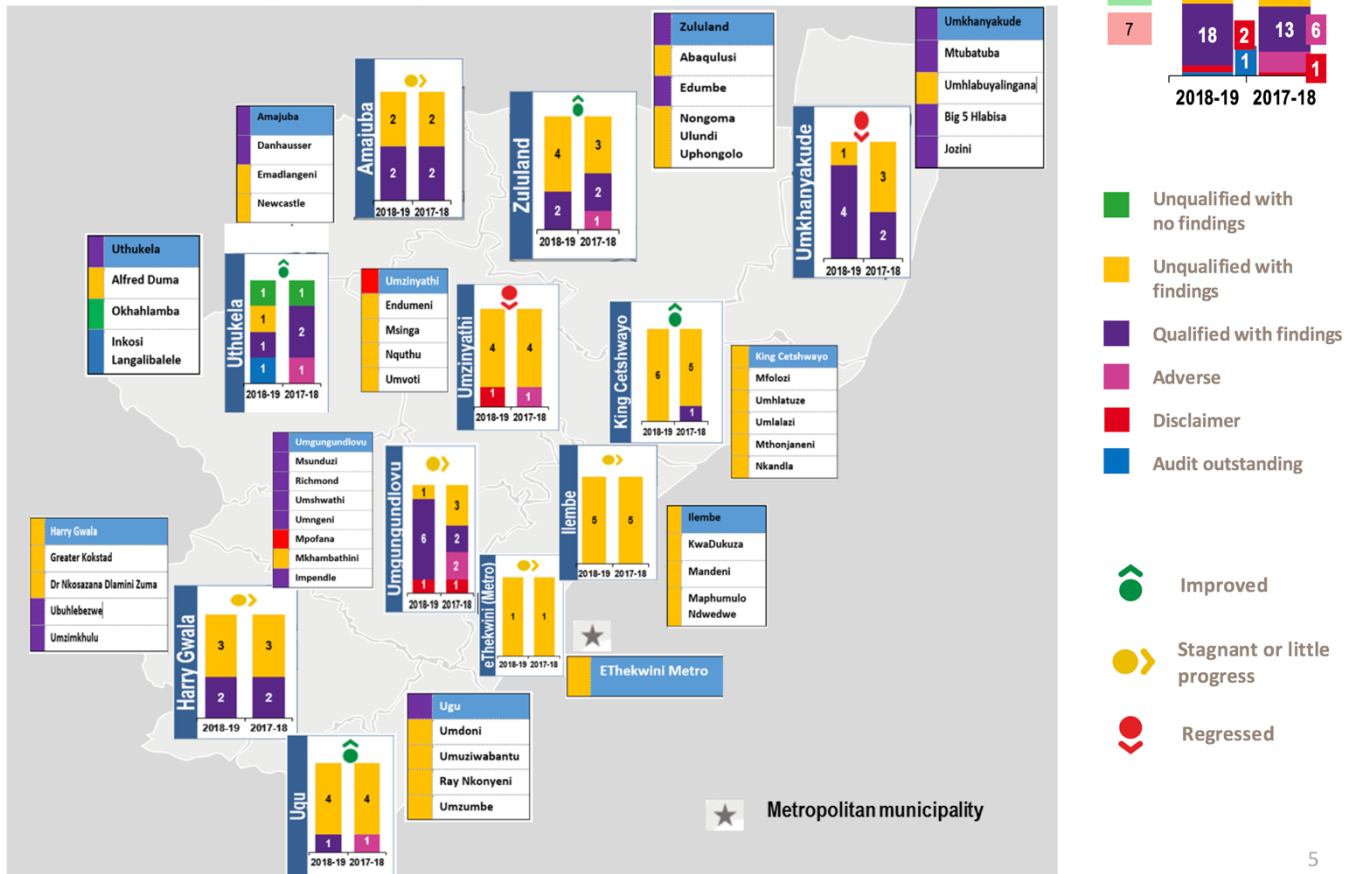 7
18
2
1
13
6
1
2018-19 2017-18
Zululand
Abaqulusi
Edumbe
Nongoma
Ulundi
Uphongolo
Umkhanyakude
Mtubatuba
Umhlabuyalingana
Big 5 Hlabisa
Jozini
Amajuba
2
2
2
2
2018-19 2017-18
Amajuba
Danhausser
Emadlangeni
Newcastle
Zululand
4
3
2
2
1
2018-19 2017-18
Umkhanyakude
1
3
4
2
2018-19 2017-18
Uthukela
Alfred Duma
Okhahlamba
Inkosi
Langalibalele
Uthukela
1
1
1
2
1
1
1
2018-19 2017-18
Umzinyathi
Endumeni
Msinga
Nquthu
Umvoti
Umzinyathi
4
4
1
1
2018-19 2017-18
King Cetshwayo
6
5
1
2018-19 2017-18
King Cetshwayo
Mfolozi
Umhlatuze
Umlalazi
Mthonjaneni
Nkandla
Umgungundlovu
Msunduzi
Richmond
Umshwathi
Umngeni
Mpofana
Mkhambathini
Impendle
Umgungundlovu
1
3
6
2
2
1
1
2018-19 2017-18
Ilembe
5
5
2018-19 2017-18
Ilembe
KwaDukuza
Mandeni
Maphumulo
Ndwedwe
Harry Gwala
Greater Kokstad
Dr Nkosazana Dlamini Zuma
Ubuhlebezwe
Umzimkhulu
Harry Gwala
3
3
2
2
2018-19 2017-18
eThekwini (Metro)
1
1
2018-19 2017-18
EThekwini Metro
Ugu
Umdoni
Umuziwabantu
Ray Nkonyeni
Umzumbe
Ugu
4
4
1
1
2018-19 2017-18
Metropolitan municipality
Unqualified with
no findings
Unqualified with
findings
Qualified with findings
Adverse
Disclaimer
Audit outstanding
Improved
Stagnant or little
progress
Regressed
5